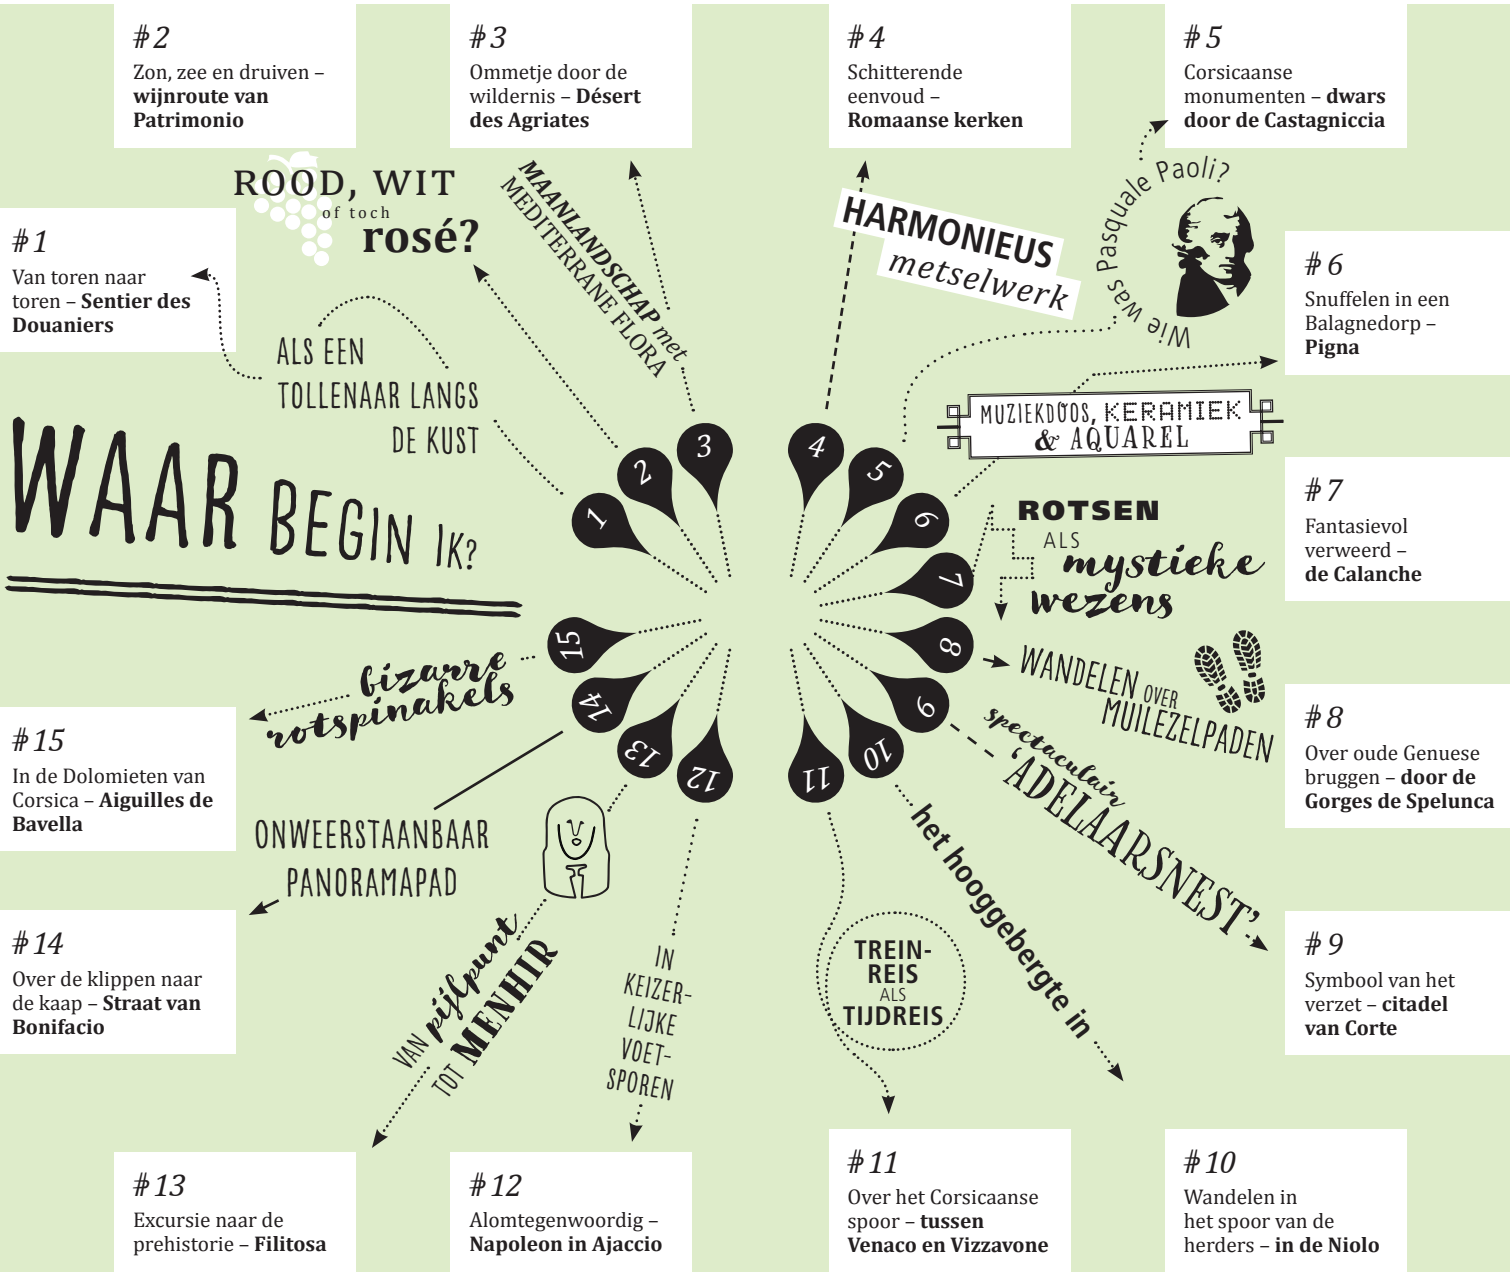 #2
Zon, zee en druiven –
wijnroute van
Patrimonio
#3
Ommetje door de
wildernis – Désert
des Agriates
#4
Schitterende
eenvoud –
Romaanse kerken
#5
Corsicaanse
monumenten – dwars
door de Castagniccia
ROOD, WIT
of toch
rosé?
MAANLANDSCHAP met
MEDITERRANE FLORA
HARMONIEUS
metselwerk
Wie was Pasquale Paoli?
#1
Van toren naar
toren – Sentier des
Douaniers
#6
Snuffelen in een
Balagnedorp –
Pigna
ALS EEN
TOLLENAAR LANGS
DE KUST
MUZIEKDOOS, KERAMIEK
& AQUAREL
WAAR BEGIN IK?
1
2
3
4
5
6
7
8
9
10
11
12
13
14
15
ROTSEN
ALS
mystieke
wezens
#7
Fantasievol
verweerd –
de Calanche
WANDELEN OVER
MUILEZELPADEN
#8
Over oude Genuese
bruggen – door de
Gorges de Spelunca
spectaculair
‘ADELAARSNEST’
#9
Symbool van het
verzet – citadel
van Corte
het hooggebergte in
#10
Wandelen in
het spoor van de
herders – in de Niolo
TREIN-
REIS
ALS
TIJDREIS
#11
Over het Corsicaanse
spoor – tussen
Venaco en Vizzavone
IN
KEIZER-
LIJKE
VOET-
SPOREN
#12
Alomtegenwoordig –
Napoleon in Ajaccio
VAN pijlpunt
TOT MENHIR
#13
Excursie naar de
prehistorie – Filitosa
ONWEERSTAANBAAR
PANORAMAPAD
#14
Over de klippen naar
de kaap – Straat van
Bonifacio
bizarre
rotspinakels
#15
In de Dolomieten van
Corsica – Aiguilles de
Bavella